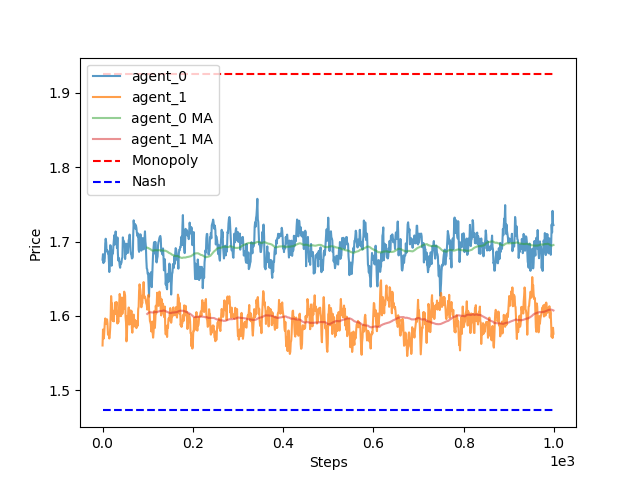 agent_0
agent_1
agent_0 MA
agent_1 MA
Monopoly
Nash
Price
1.9
1.8
1.7
1.6
1.5
0.0 0.2 0.4 0.6 0.8 1.0
1e3
Steps